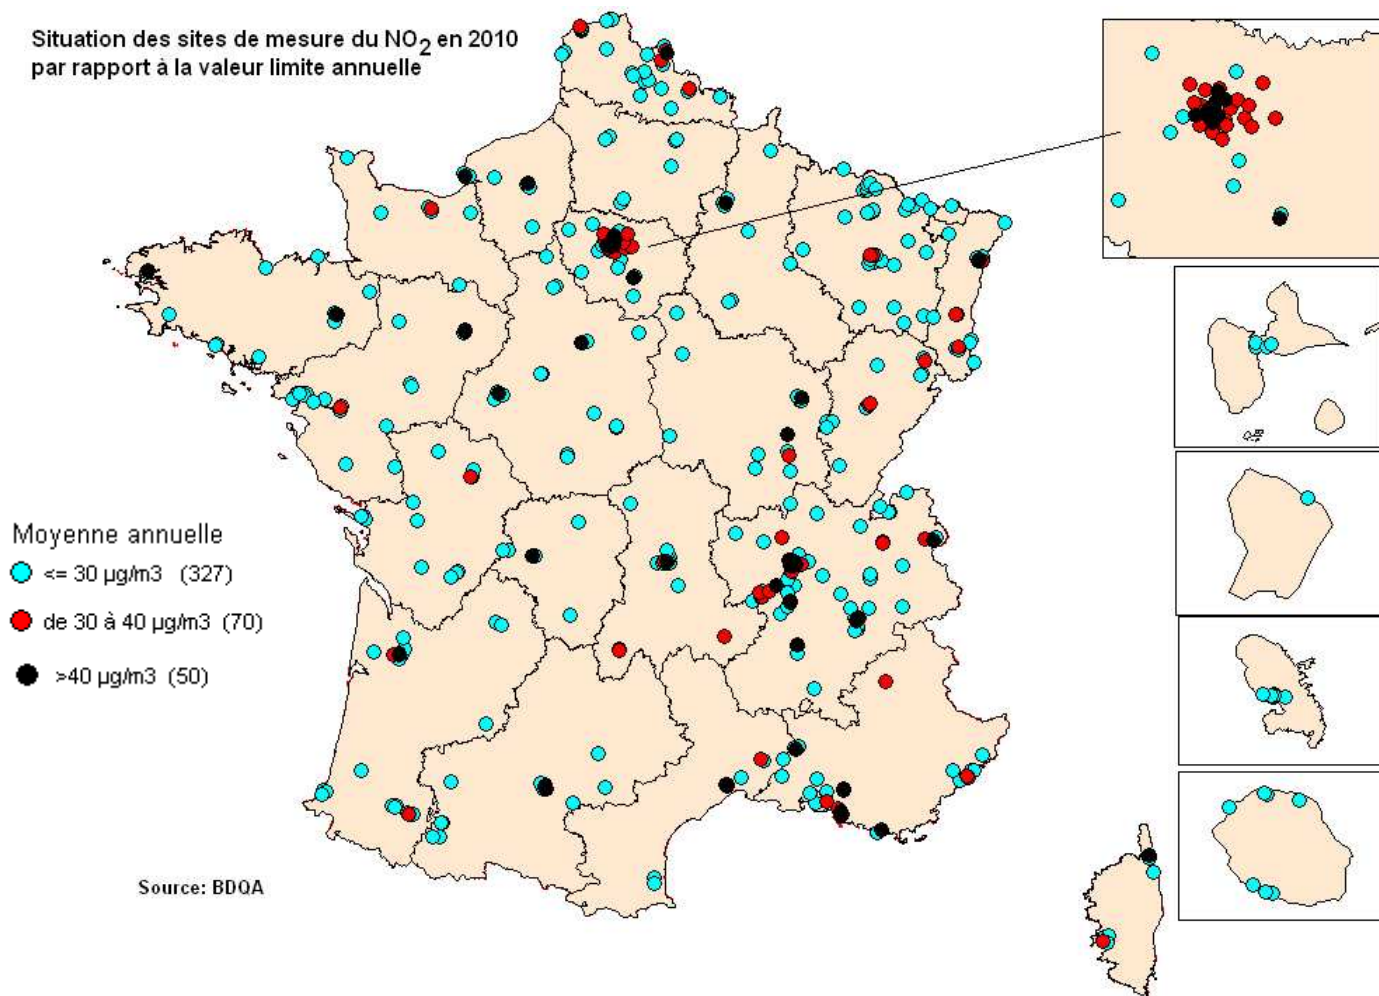 Situation des sites de mesure du NO2 en 2010
par rapport à la valeur limite annuelle
Moyenne annuelle
<= 30 µg/m3 (327)
de 30 à 40 µg/m3 (70)
>40 µg/m3 (50)
Source: BDQA